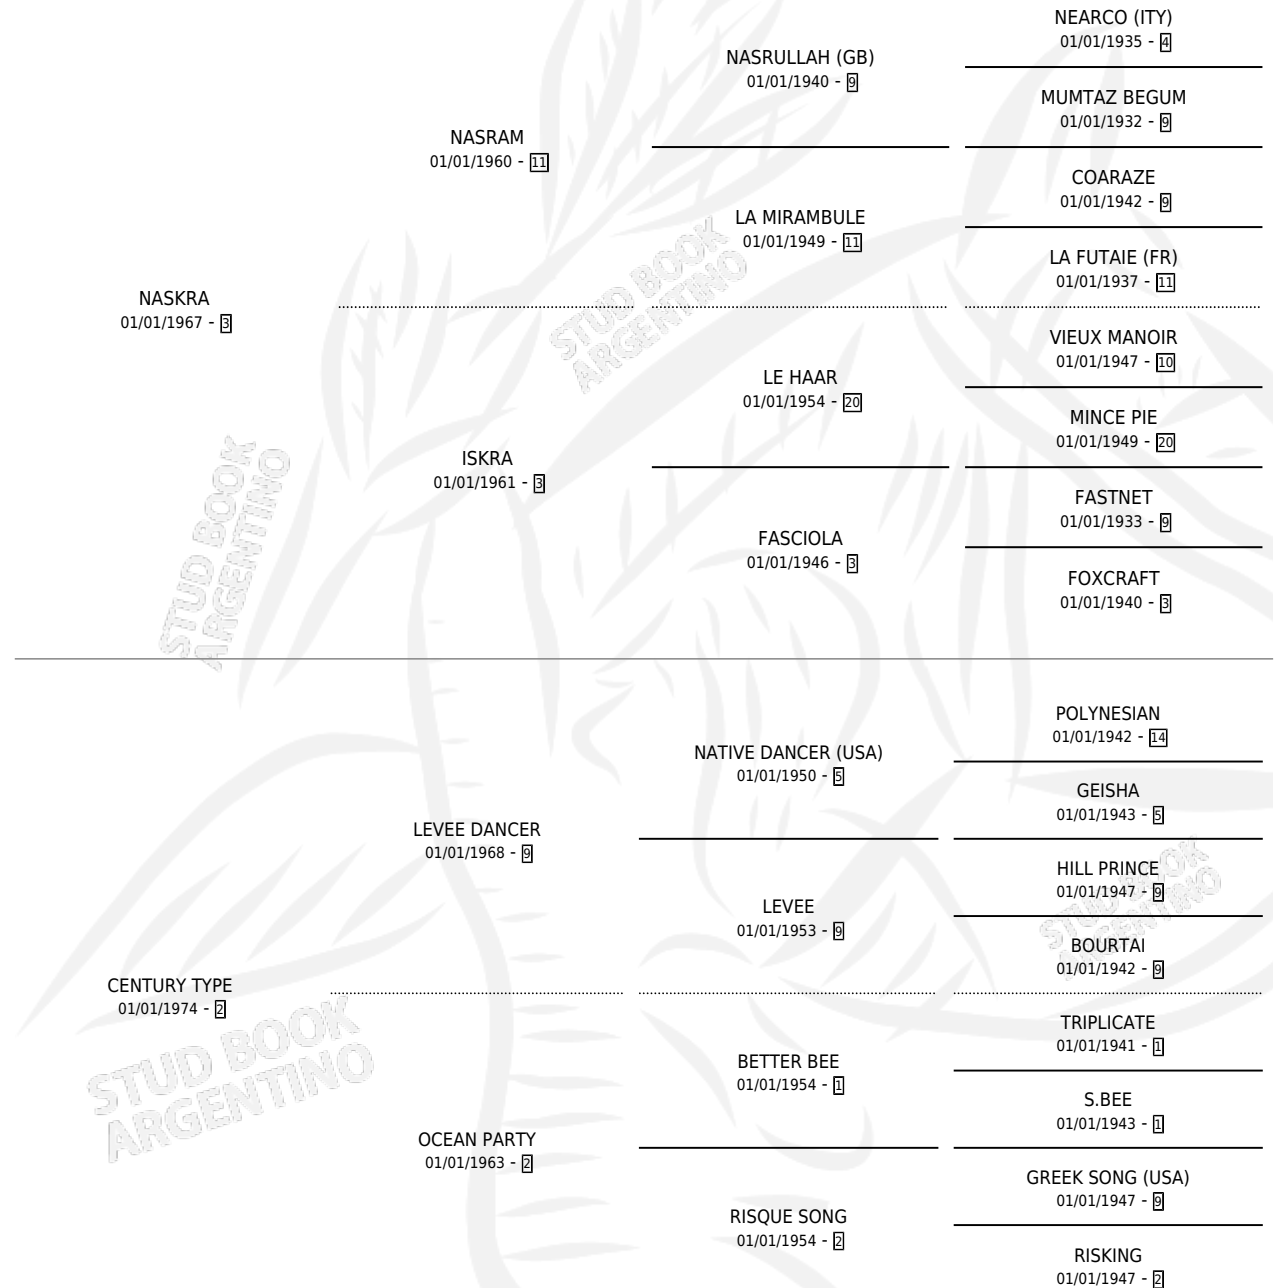 NEARCO (ITY)
01/01/1935 - 4
NASRULLAH (GB)
01/01/1940 - 9
MUMTAZ BEGUM
01/01/1932 - 9
NASRAM
01/01/1960 - 11
COARAZE
01/01/1942 - 9
LA MIRAMBULE
01/01/1949 - 11
LA FUTAIE (FR)
01/01/1937 - 11
NASKRA
01/01/1967 - 3
VIEUX MANOIR
01/01/1947 - 10
LE HAAR
01/01/1954 - 20
MINCE PIE
01/01/1949 - 20
ISKRA
01/01/1961 - 3
FASTNET
01/01/1933 - 9
FASCIOLA
01/01/1946 - 3
FOXCRAFT
01/01/1940 - 3
STUD BOOK
ARGENTINO
STUD BOOK
ARGENTINO
POLYNESIAN
01/01/1942 - 14
NATIVE DANCER (USA)
01/01/1950 - 5
GEISHA
01/01/1943 - 5
LEVEE DANCER
01/01/1968 - 9
HILL PRINCE
01/01/1947 - 9
LEVEE
01/01/1953 - 9
BOURTAI
01/01/1942 - 9
STUD BOOK
ARGENTINO
CENTURY TYPE
01/01/1974 - 2
TRIPLICATE
01/01/1941 - 1
BETTER BEE
01/01/1954 - 1
S.BEE
01/01/1943 - 1
STUD BOOK
ARGENTINO
OCEAN PARTY
01/01/1963 - 2
GREEK SONG (USA)
01/01/1947 - 9
RISQUE SONG
01/01/1954 - 2
RISKING
01/01/1947 - 2